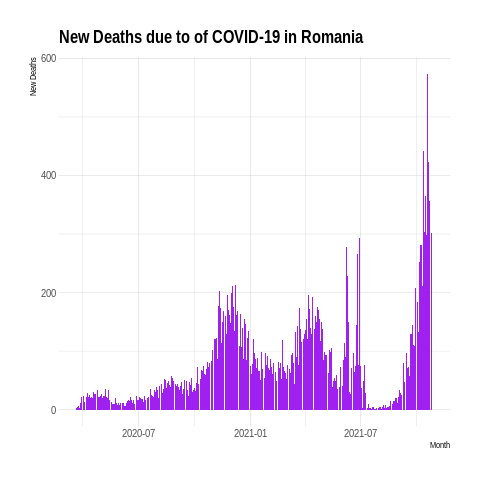 New Deaths due to of COVID-19 in Romania
New Deaths
600
400
200
0
2020-07
2021-01
2021-07
Month